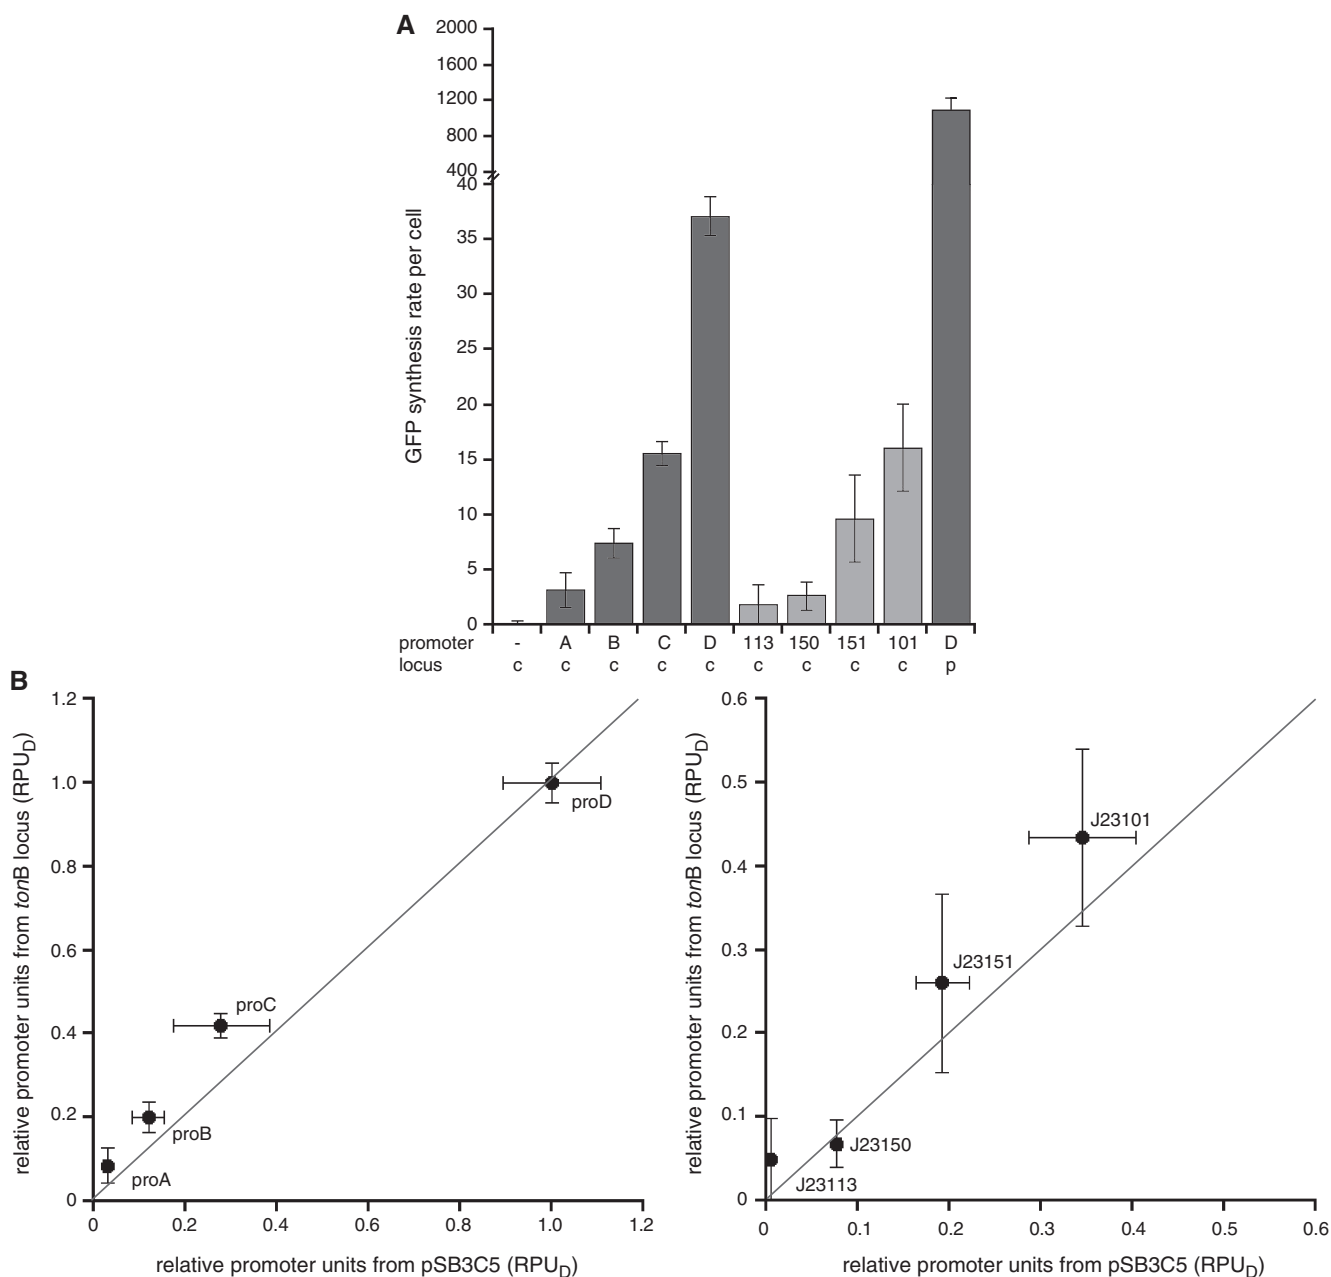 A
2000
1600
1200
800
400
40
35
30
25
20
15
10
5
0
GFP synthesis rate per cell
promoter - A B C D 113 150 151 101 D
locus c c c c c c c c c p
B
1.2
1.0
0.8
0.6
0.4
0.2
0
relative promoter units from tonB locus (RPUD)
proD
proC
proB
proA
0 0.2 0.4 0.6 0.8 1.0 1.2
relative promoter units from pSB3C5 (RPUD)
0.6
0.5
0.4
0.3
0.2
0.1
0
relative promoter units from tonB locus (RPUD)
J23101
J23151
J23150
J23113
0 0.1 0.2 0.3 0.4 0.5 0.6
relative promoter units from pSB3C5 (RPUD)